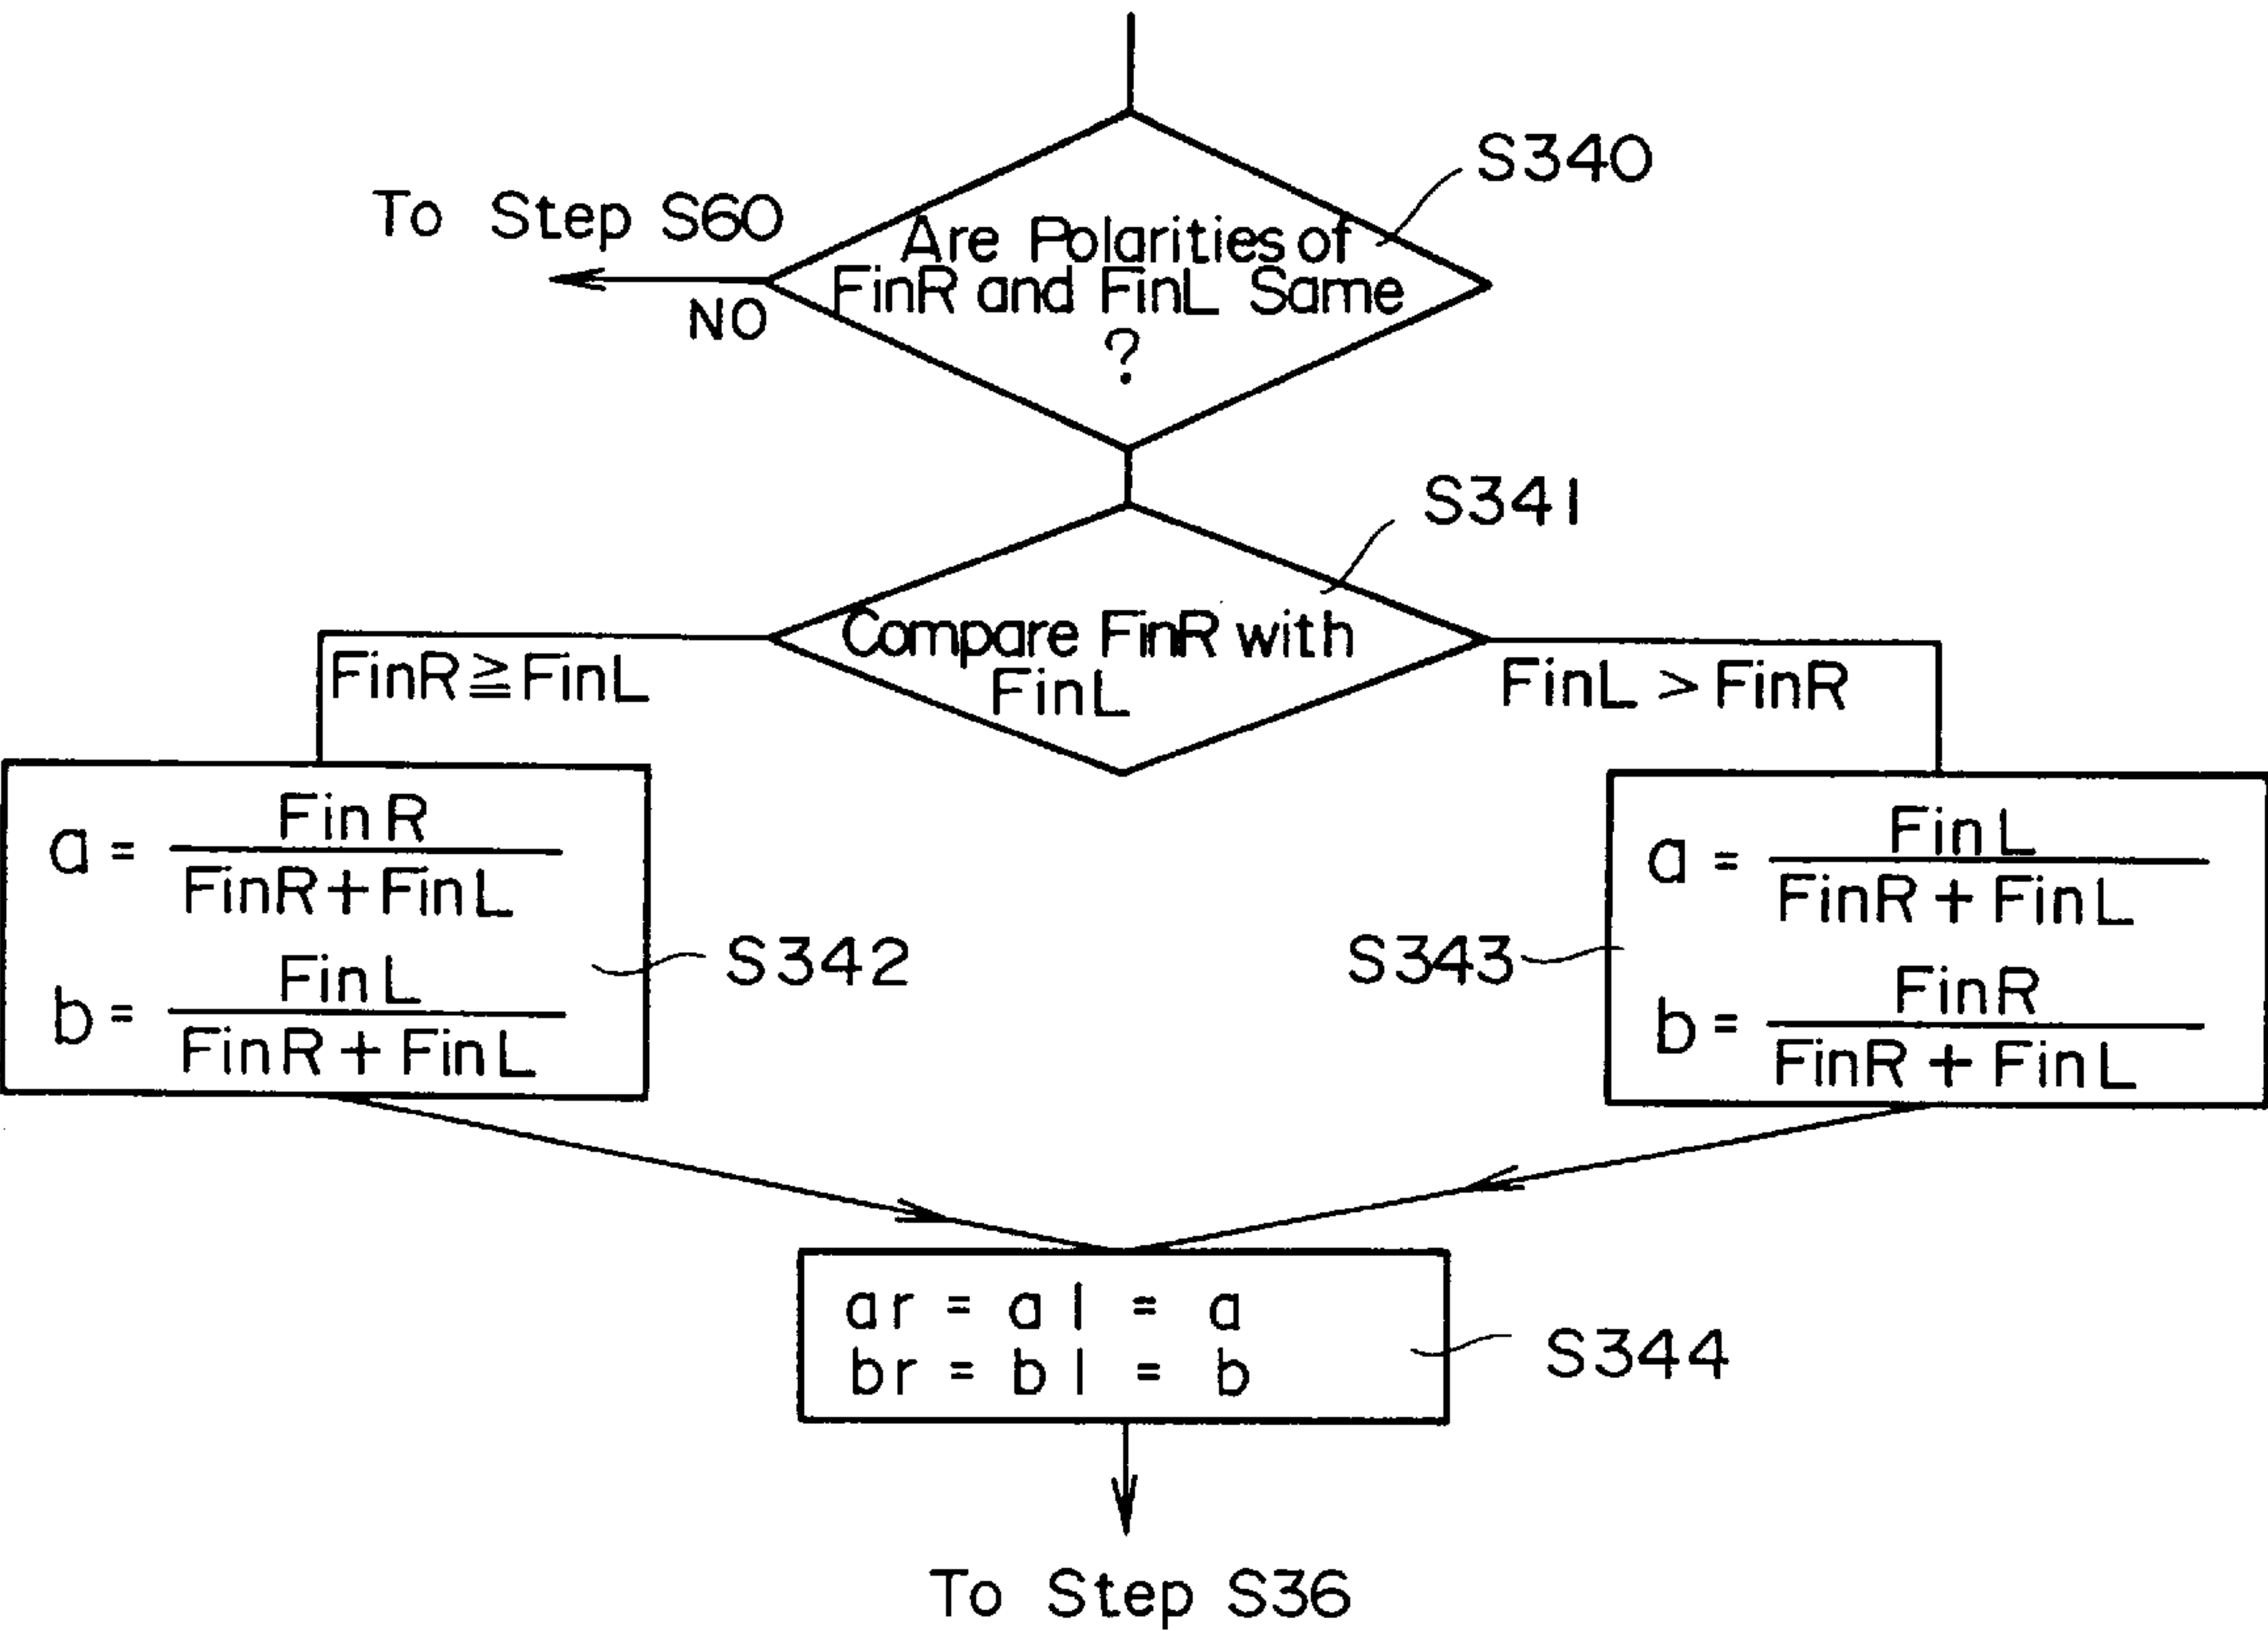 S340
To Step S60
Are Polarities of
FinR and FinL Same
?
NO
S341
Compare FinR with
FinL
FinR≧FinL
FinL > FinR
a = FinR / FinR+FinL
b = FinL / FinR+FinL
S342
a = FinL / FinR + FinL
b = FinR / FinR + FinL
S343
ar = al = a
br = bl = b
S344
To Step S36